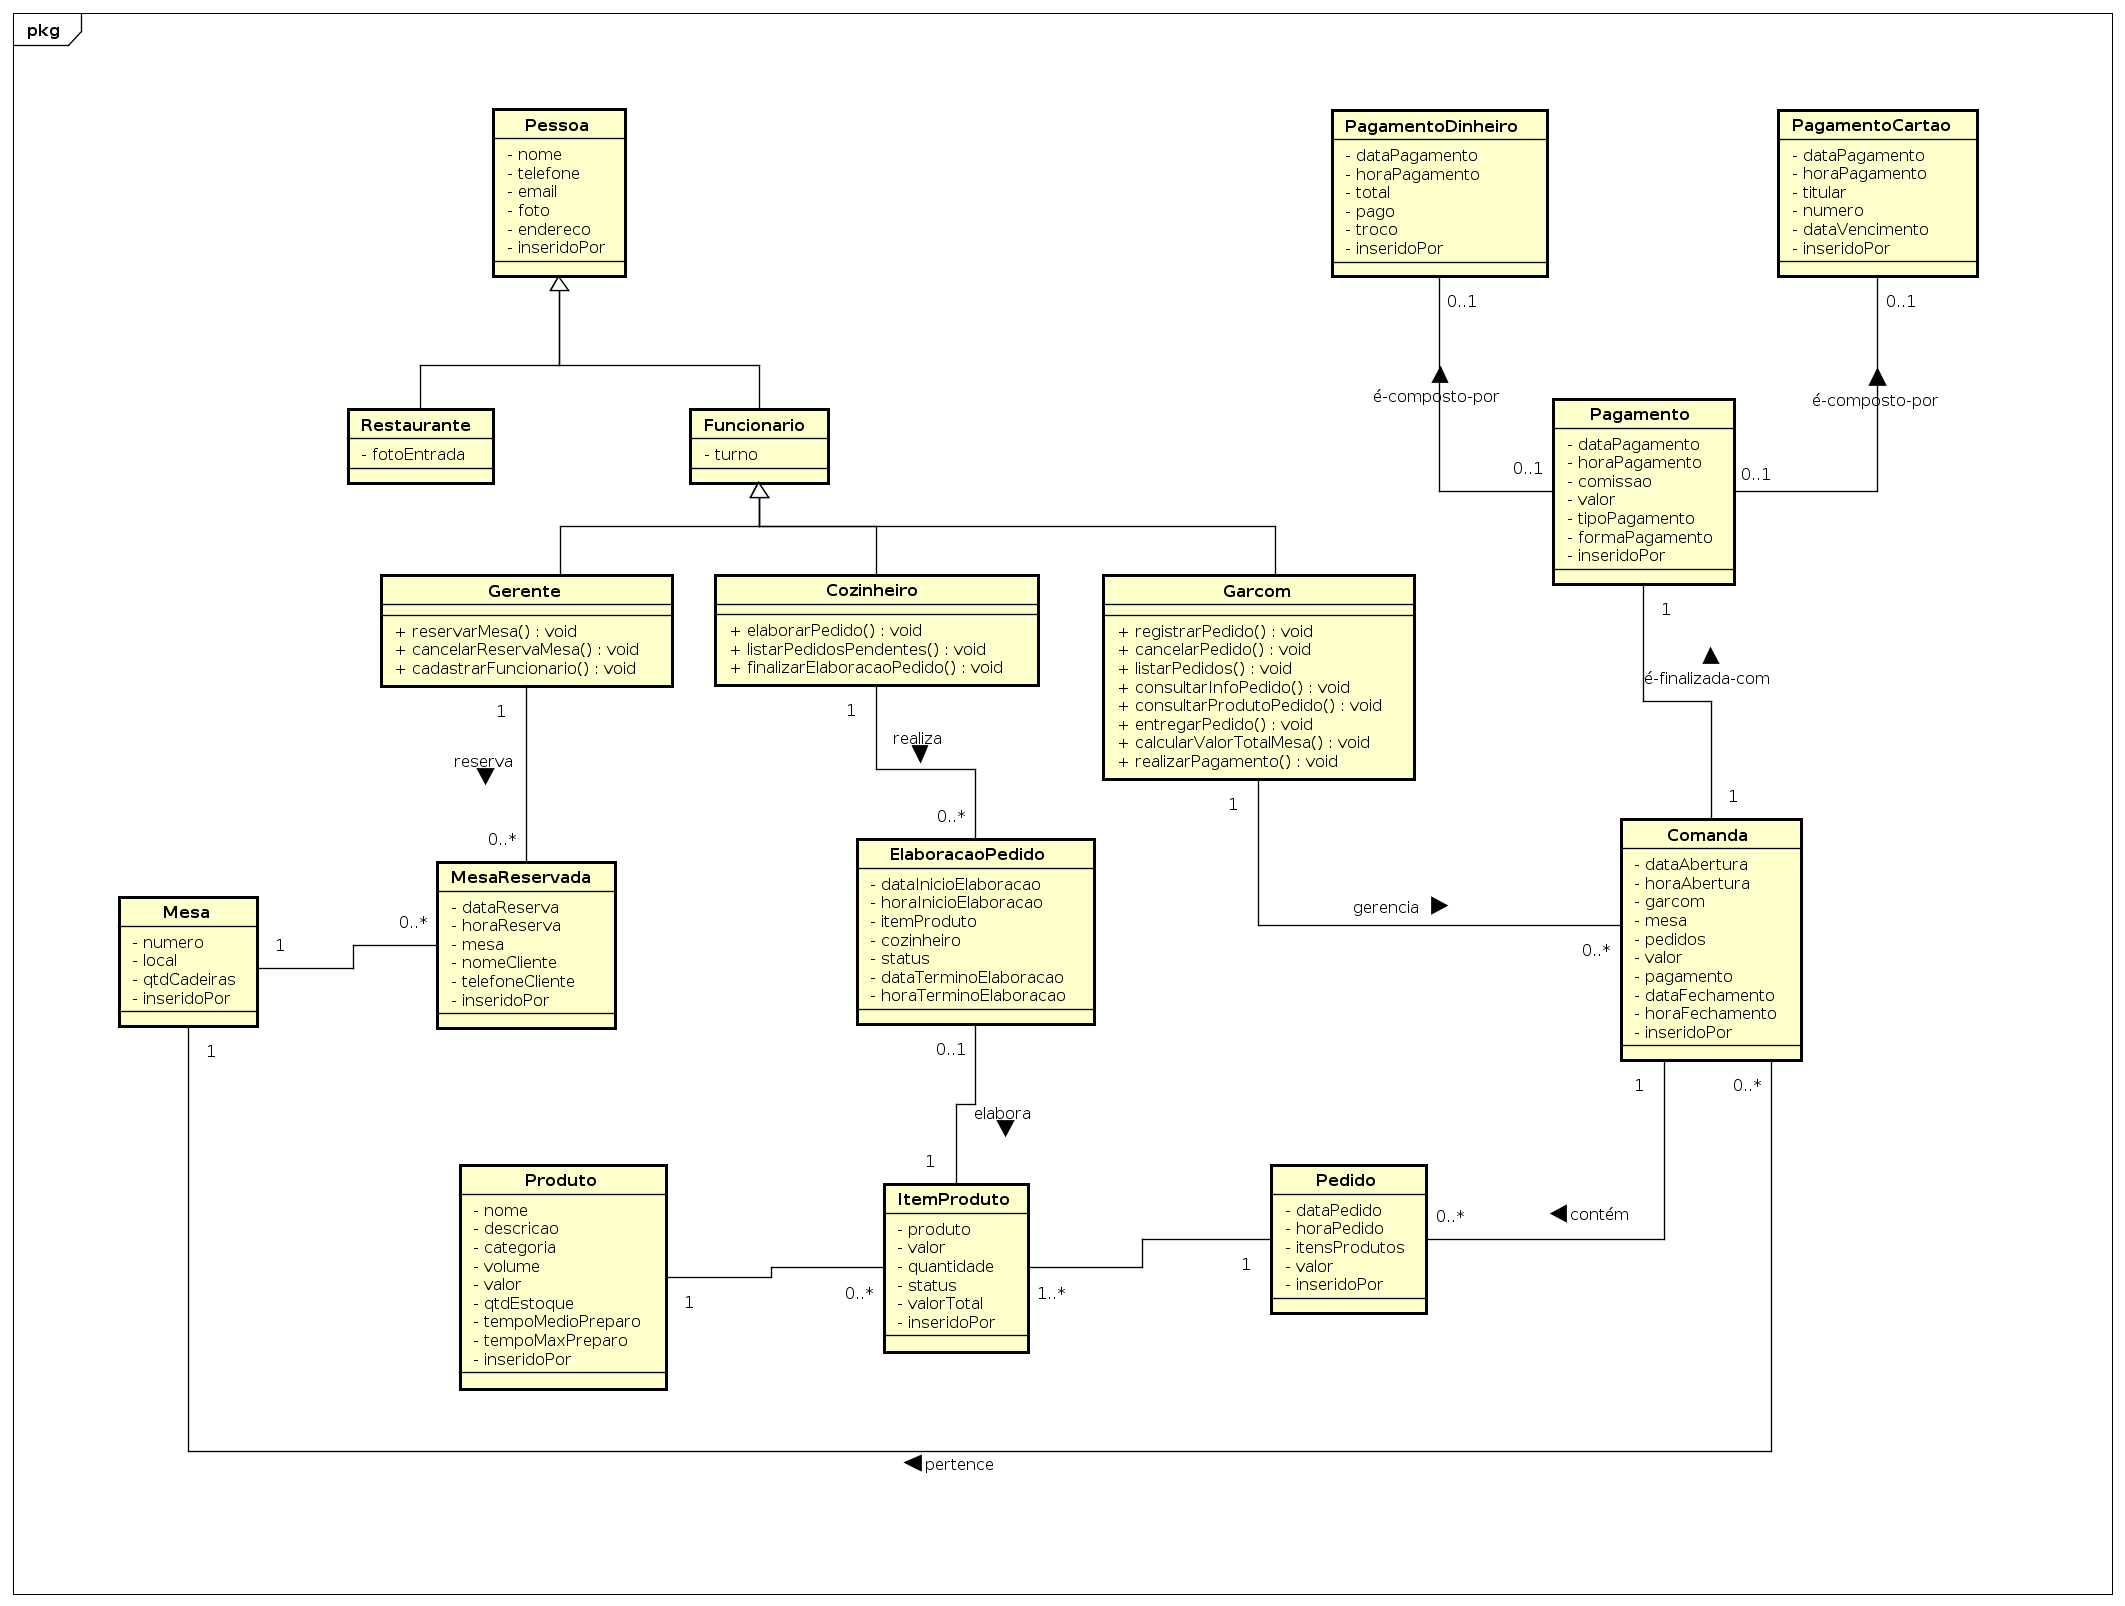 pkg
Pessoa
- nome
- telefone
- email
- foto
- endereco
- inseridoPor
PagamentoDinheiro
- dataPagamento
- horaPagamento
- total
- pago
- troco
- inseridoPor
PagamentoCartao
- dataPagamento
- horaPagamento
- titular
- numero
- dataVencimento
- inseridoPor
0..1
0..1
é-composto-por
é-composto-por
Restaurante
- fotoEntrada
Funcionario
- turno
Pagamento
- dataPagamento
- horaPagamento
- comissao
- valor
- tipoPagamento
- formaPagamento
- inseridoPor
0..1
0..1
Gerente
+ reservarMesa() : void
+ cancelarReservaMesa() : void
+ cadastrarFuncionario() : void
Cozinheiro
+ elaborarPedido() : void
+ listarPedidosPendentes() : void
+ finalizarElaboracaoPedido() : void
Garcom
+ registrarPedido() : void
+ cancelarPedido() : void
+ listarPedidos() : void
+ consultarInfoPedido() : void
+ consultarProdutoPedido() : void
+ entregarPedido() : void
+ calcularValorTotalMesa() : void
+ realizarPagamento() : void
1
é-finalizada-com
1
1
reserva
0..*
1
realiza
0..*
1
gerencia
0..*
Mesa
- numero
- local
- qtdCadeiras
- inseridoPor
1
0..*
MesaReservada
- dataReserva
- horaReserva
- mesa
- nomeCliente
- telefoneCliente
- inseridoPor
ElaboracaoPedido
- dataInicioElaboracao
- horaInicioElaboracao
- itemProduto
- cozinheiro
- status
- dataTerminoElaboracao
- horaTerminoElaboracao
Comanda
- dataAbertura
- horaAbertura
- garcom
- mesa
- pedidos
- valor
- pagamento
- dataFechamento
- horaFechamento
- inseridoPor
1
0..1
elabora
1
1
0..*
Produto
- nome
- descricao
- categoria
- volume
- valor
- qtdEstoque
- tempoMedioPreparo
- tempoMaxPreparo
- inseridoPor
1
0..*
ItemProduto
- produto
- valor
- quantidade
- status
- valorTotal
- inseridoPor
1..*
1
Pedido
- dataPedido
- horaPedido
- itensProdutos
- valor
- inseridoPor
0..*
contém
pertence